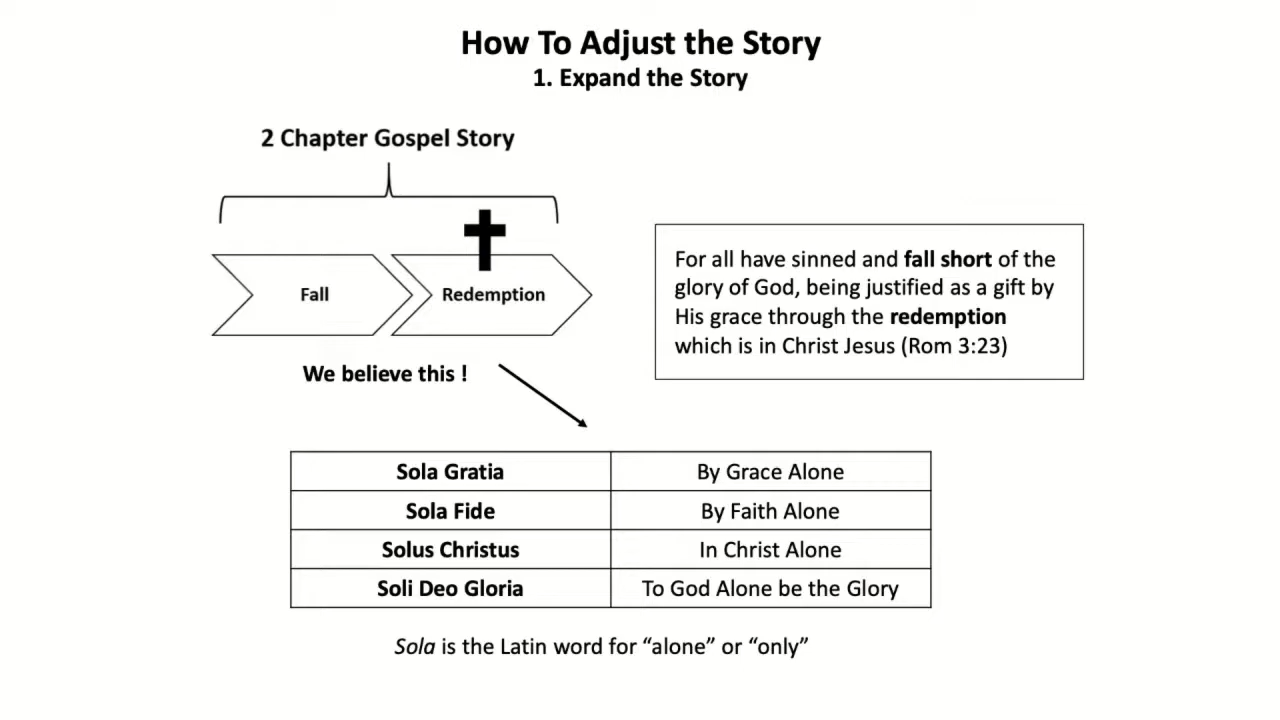 How To Adjust the Story
1. Expand the Story
2 Chapter Gospel Story
Fall
Redemption
We believe this !
For all have sinned and fall short of the
glory of God, being justified as a gift by
His grace through the redemption
which is in Christ Jesus (Rom 3:23)
Sola Gratia
By Grace Alone
Sola Fide
By Faith Alone
Solus Christus
In Christ Alone
Soli Deo Gloria
To God Alone be the Glory
Sola is the Latin word for “alone” or “only”